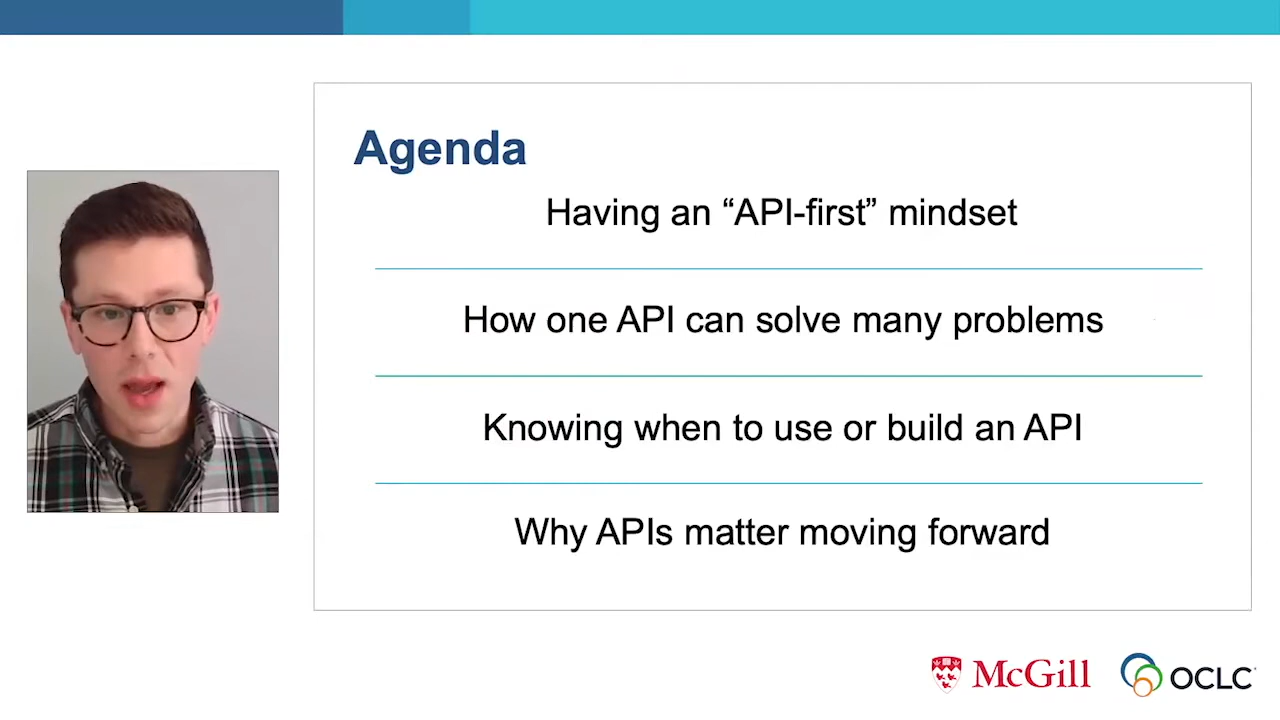 Agenda
Having an “API-first” mindset
How one API can solve many problems
Knowing when to use or build an API
Why APIs matter moving forward
McGill
OCLC